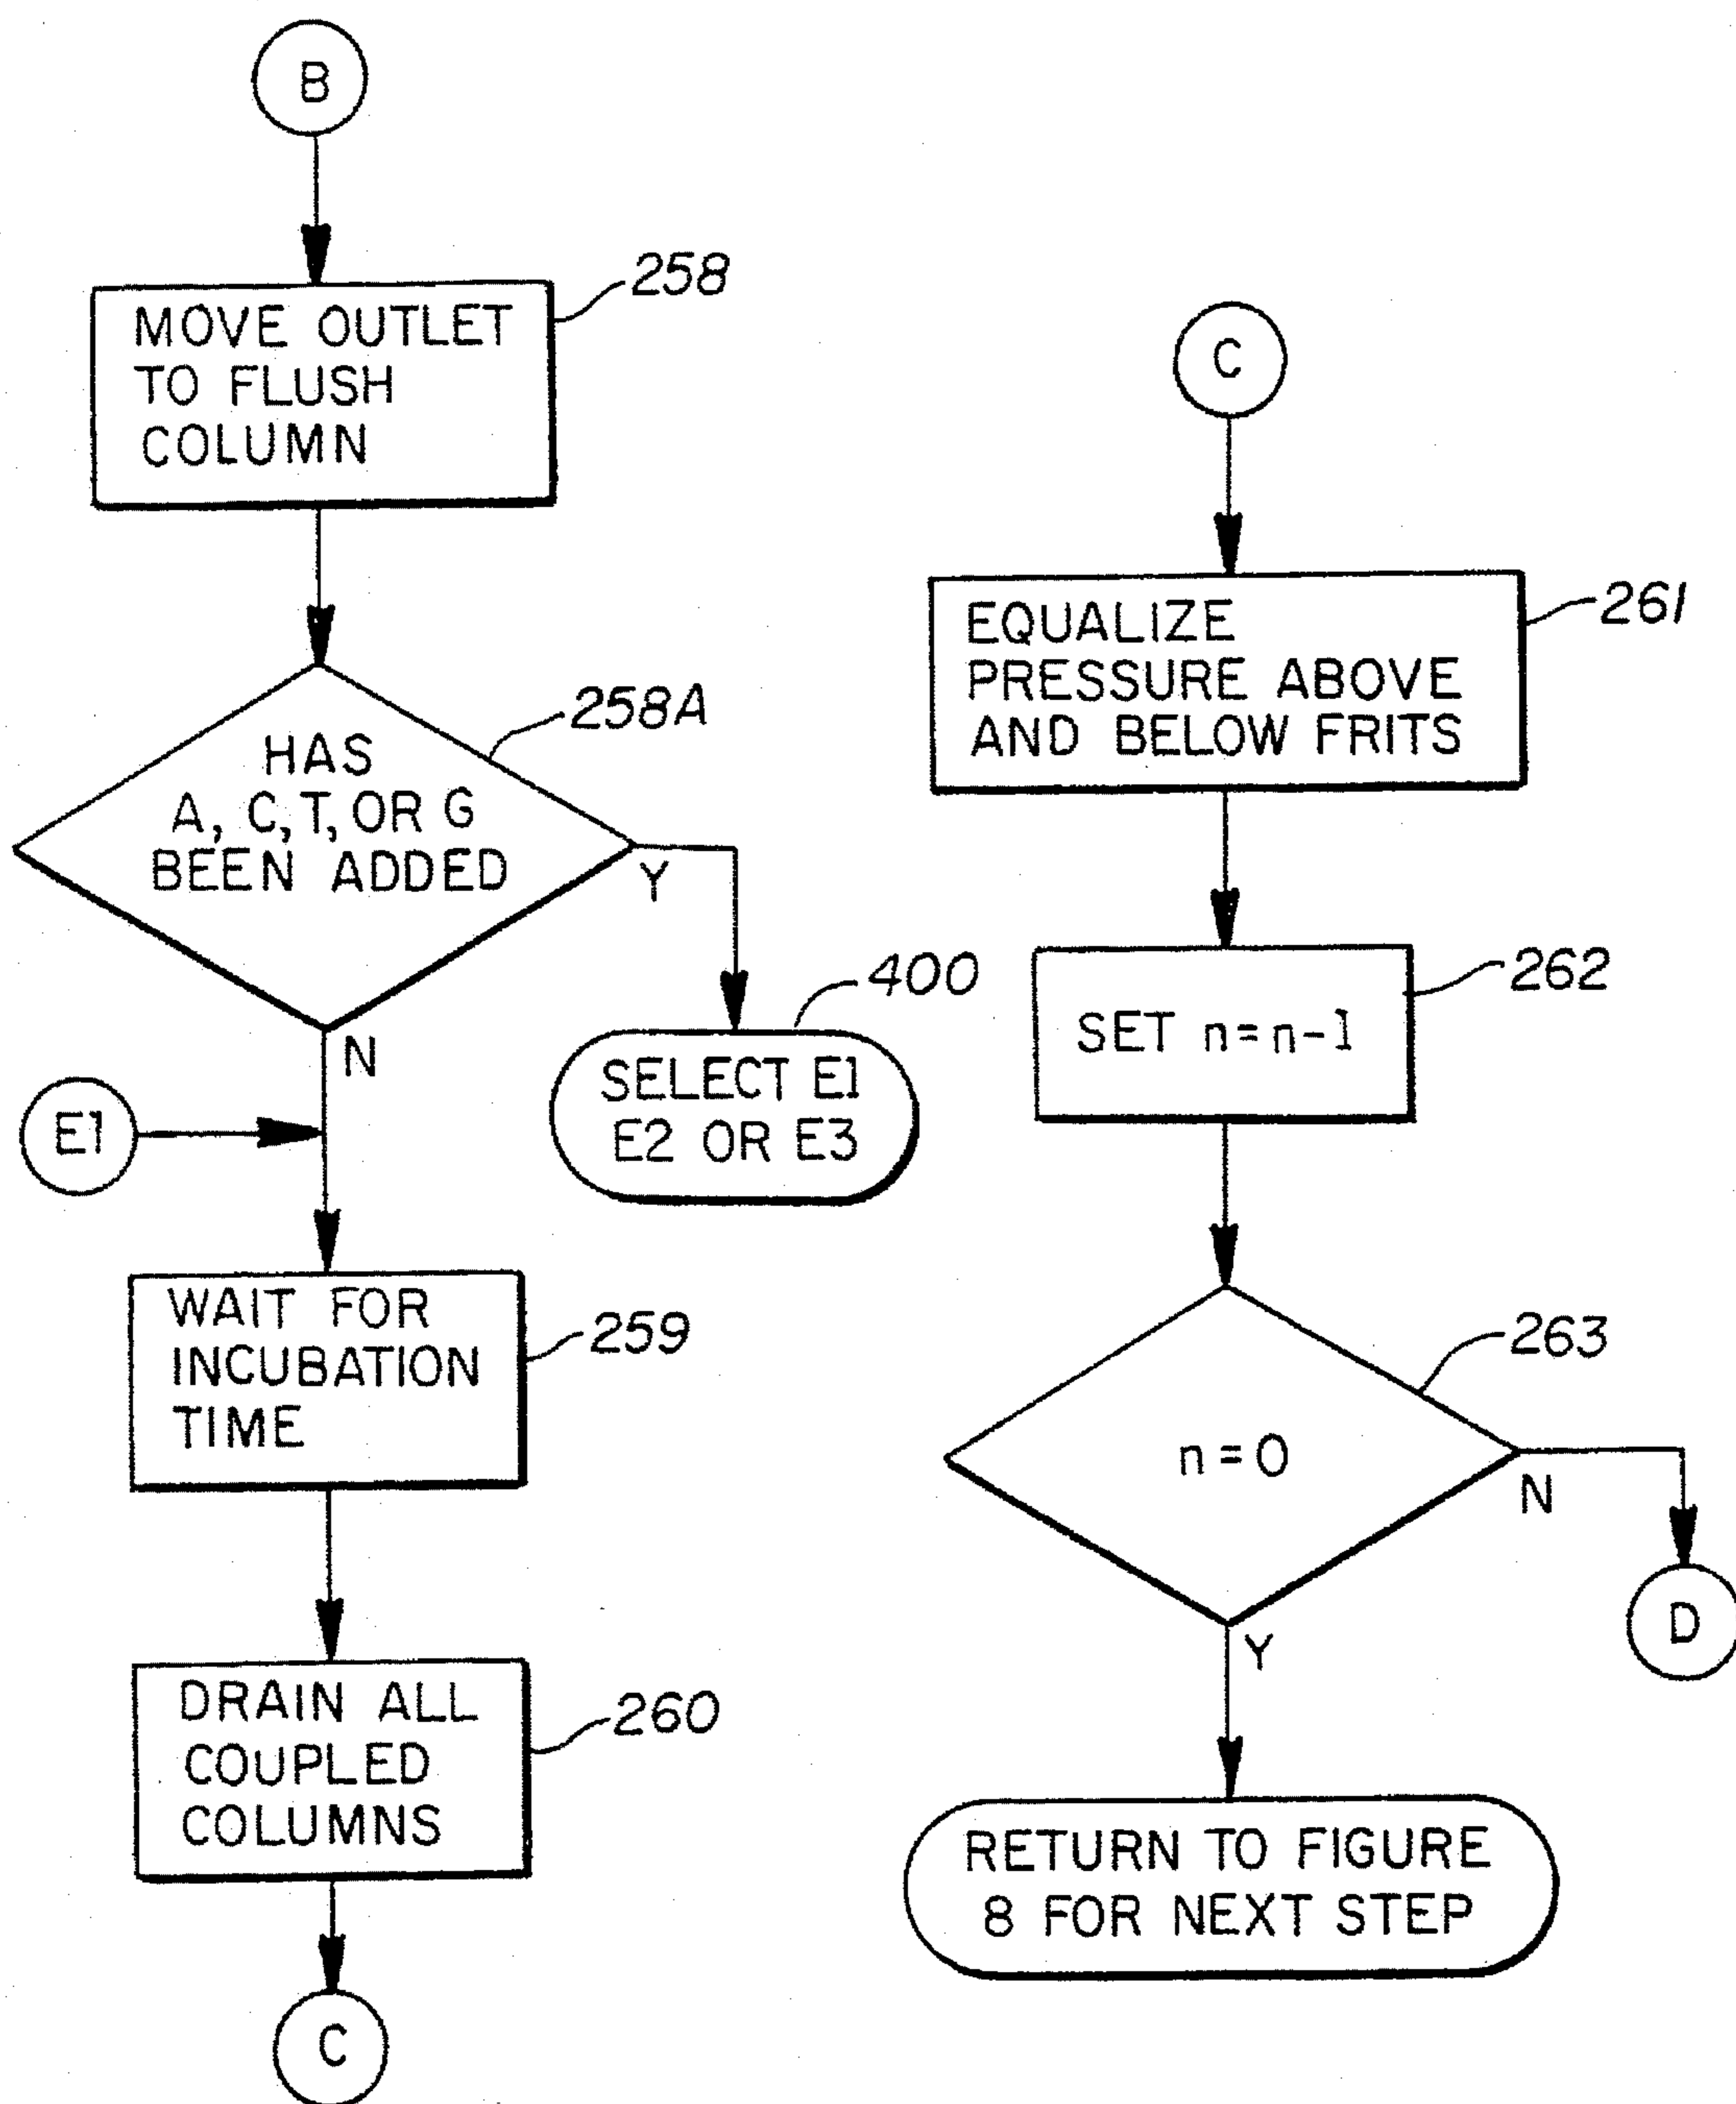 B
258
MOVE OUTLET
TO FLUSH
COLUMN
258A
HAS
A, C, T, OR G
BEEN ADDED
Y
N
400
SELECT E1
E2 OR E3
E1
259
WAIT FOR
INCUBATION
TIME
260
DRAIN ALL
COUPLED
COLUMNS
C
C
261
EQUALIZE
PRESSURE ABOVE
AND BELOW FRITS
262
SET n=n-1
263
n=0
N
D
Y
RETURN TO FIGURE
8 FOR NEXT STEP